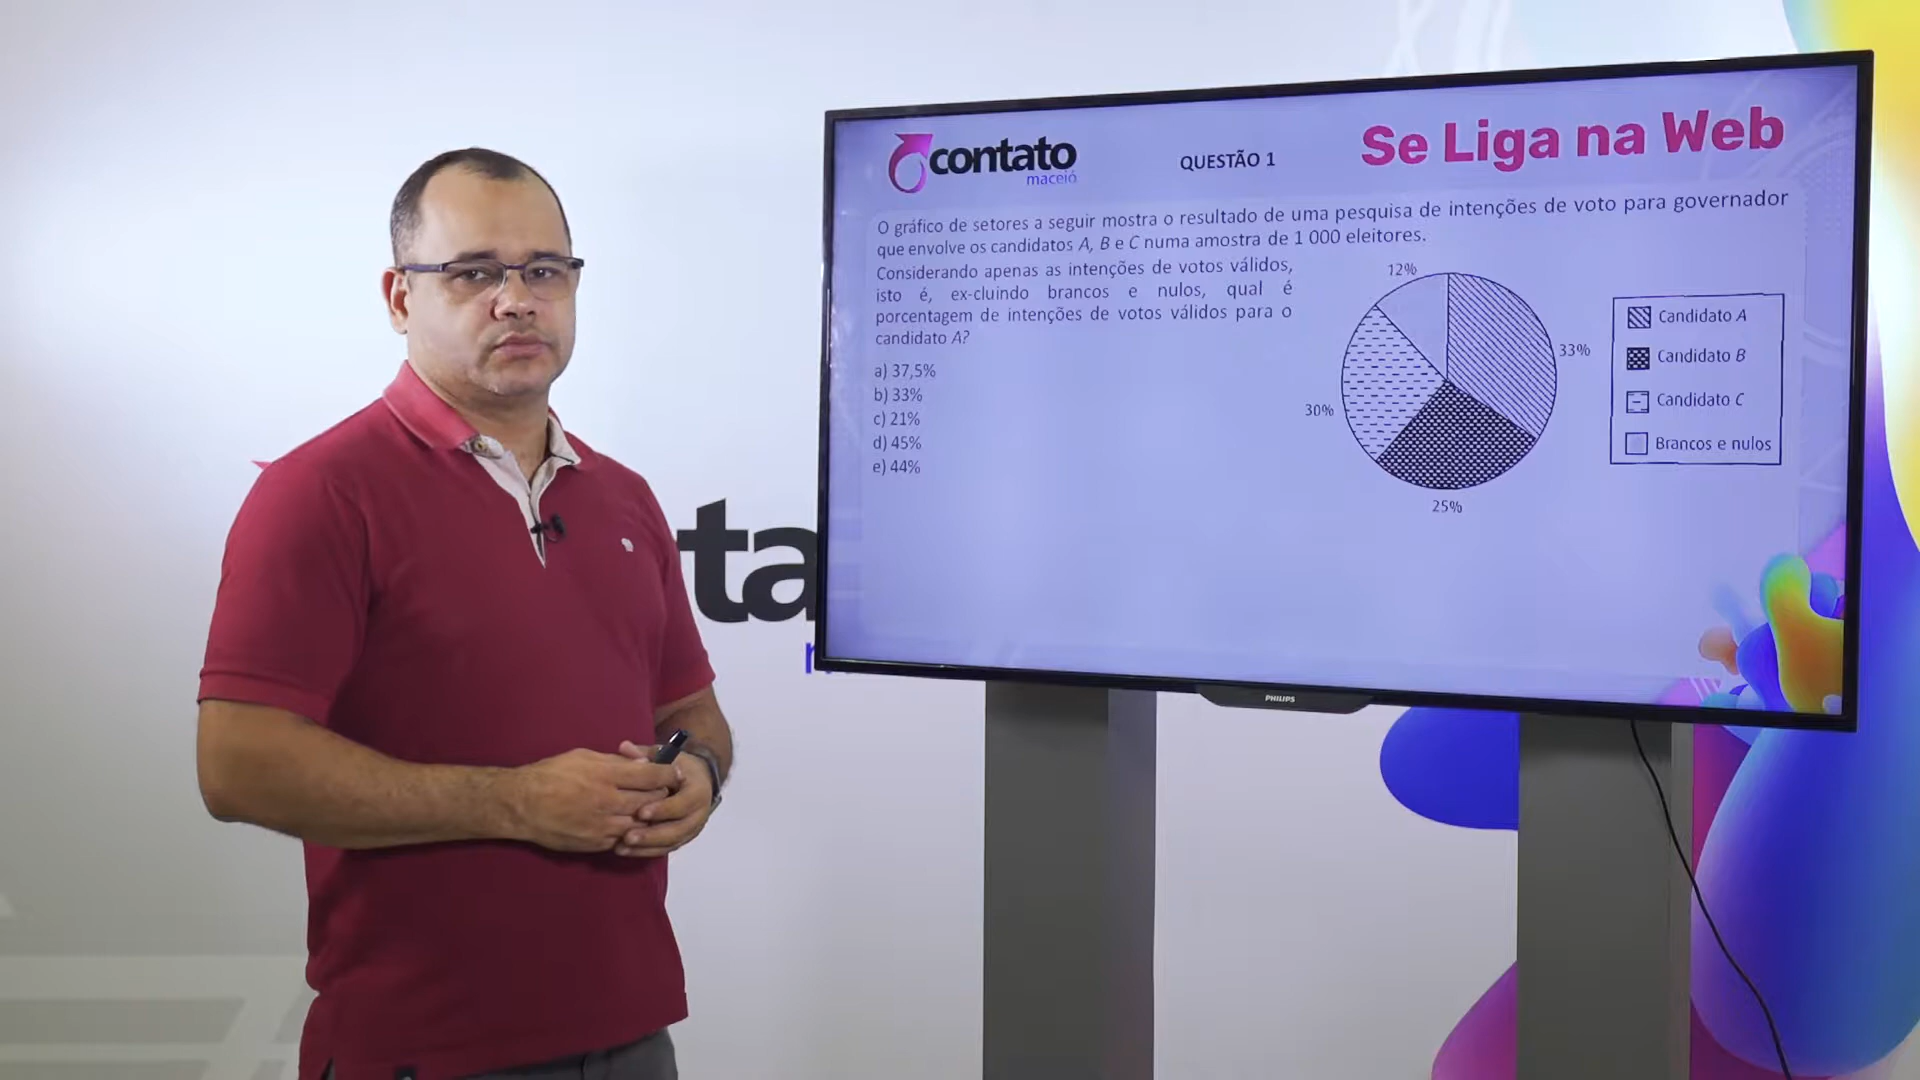 contato
maceió
QUESTÃO 1
Se Liga na Web
O gráfico de setores a seguir mostra o resultado de uma pesquisa de intenções de voto para governador
que envolve os candidatos A, B e C numa amostra de 1 000 eleitores.
Considerando apenas as intenções de votos válidos,
isto é, ex-cluindo brancos e nulos, qual é
porcentagem de intenções de votos válidos para o
candidato A?
a) 37,5%
b) 33%
c) 21%
d) 45%
e) 44%
12%
33%
30%
25%
Candidato A
Candidato B
Candidato C
Brancos e nulos
ta
PHILIPS